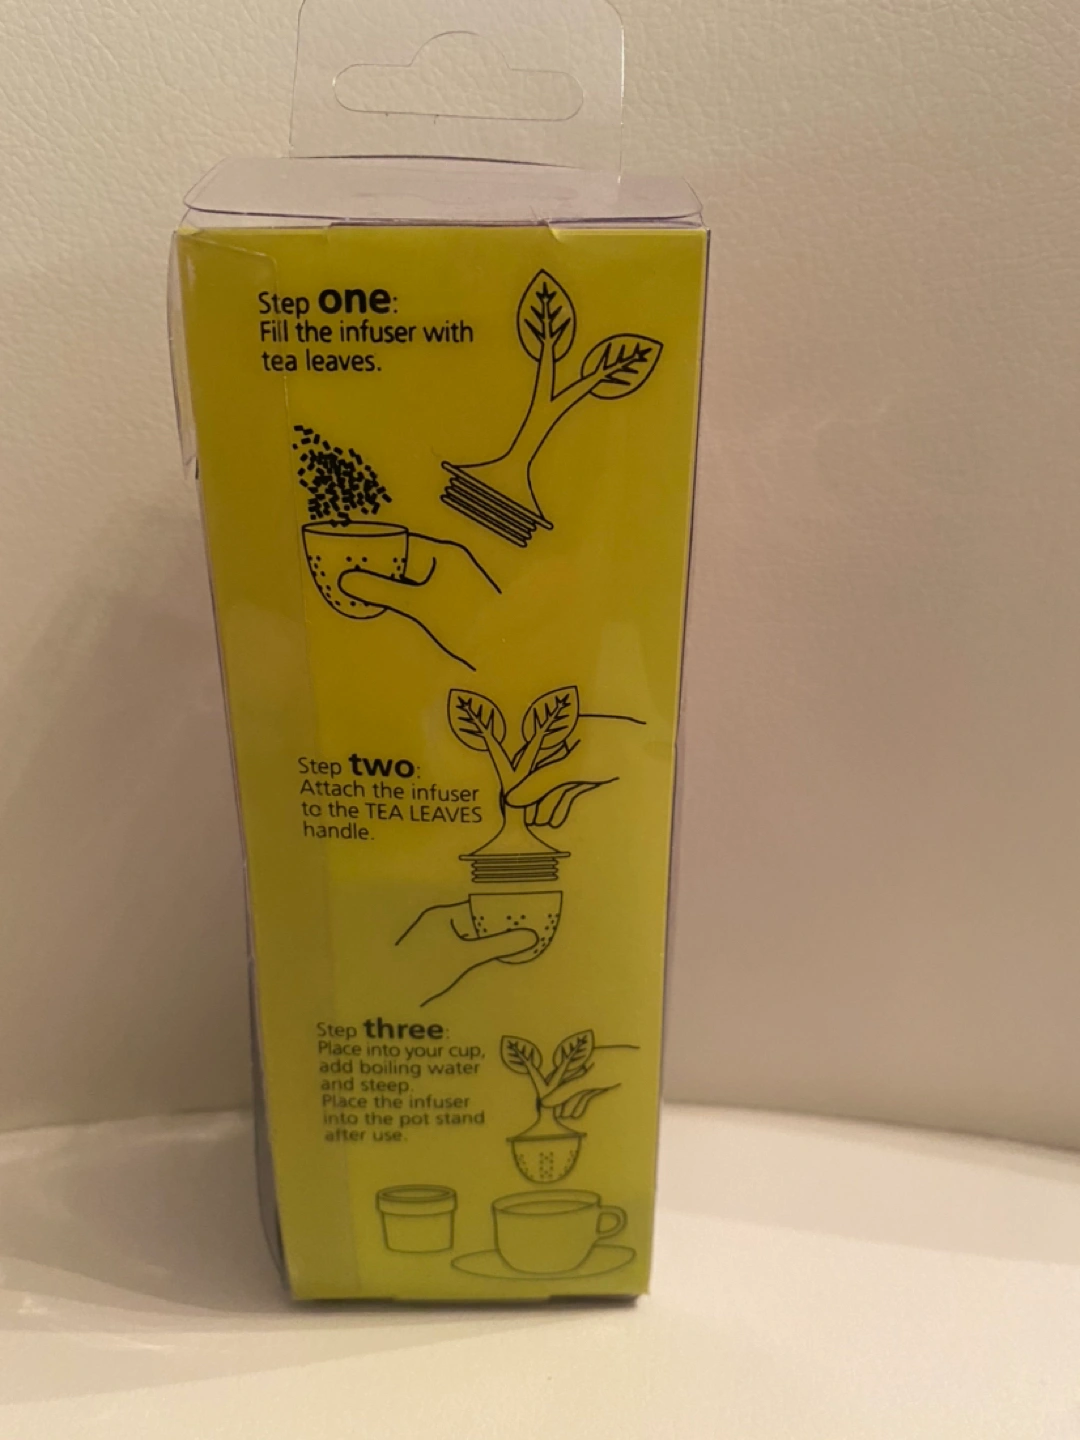 Step one:
Fill the infuser with
tea leaves.
Step two:
Attach the infuser
to the TEA LEAVES
handle.
Step three:
Place into your cup,
add boiling water
and steep.
Place the infuser
into the pot stand
after use.